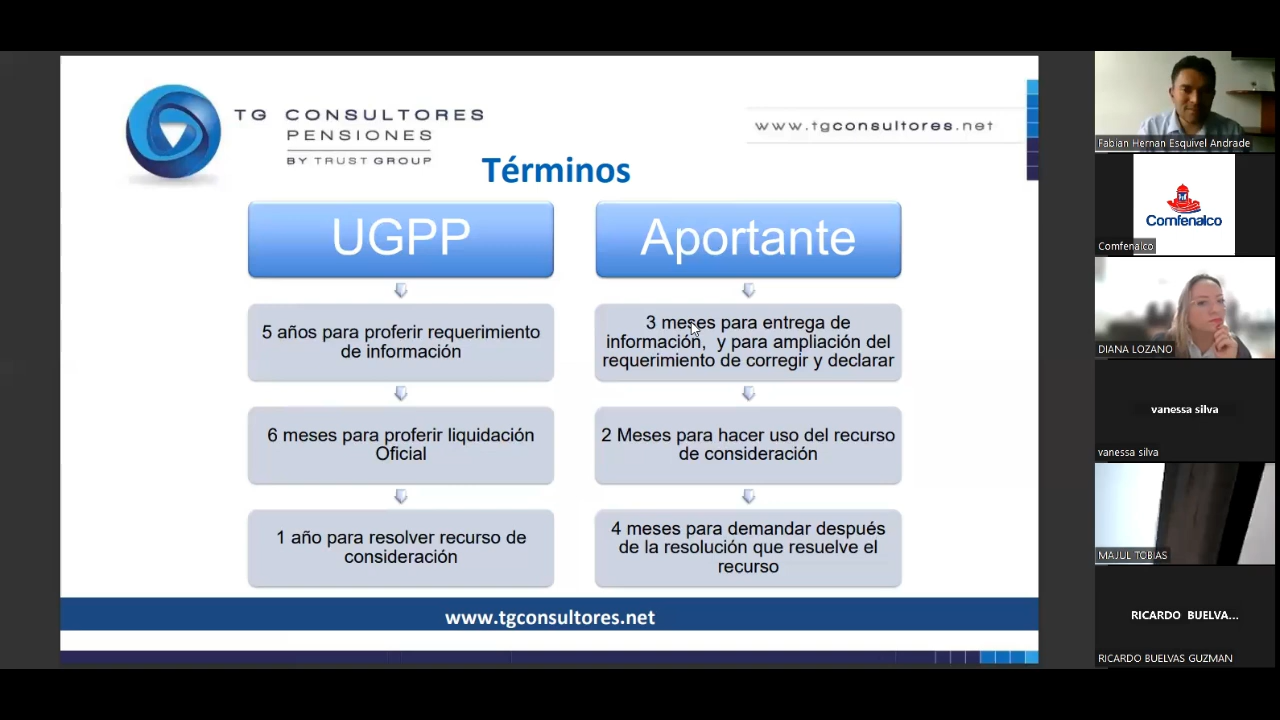 TG CONSULTORES
PENSIONES
BY TRUST GROUP
www.tgconsultores.net
Términos
UGPP
5 años para proferir requerimiento
de información
6 meses para proferir liquidación
Oficial
1 año para resolver recurso de
consideración
Aportante
3 meses para entrega de
información, y para ampliación del
requerimiento de corregir y declarar
2 Meses para hacer uso del recurso
de consideración
4 meses para demandar después
de la resolución que resuelve el
recurso
www.tgconsultores.net
Fabian Hernan Esquivel Andrade
Comfenalco
Comfenalco
DIANA LOZANO
vanessa silva
vanessa silva
MAJUL TOBIAS
RICARDO BUELVA...
RICARDO BUELVAS GUZMAN